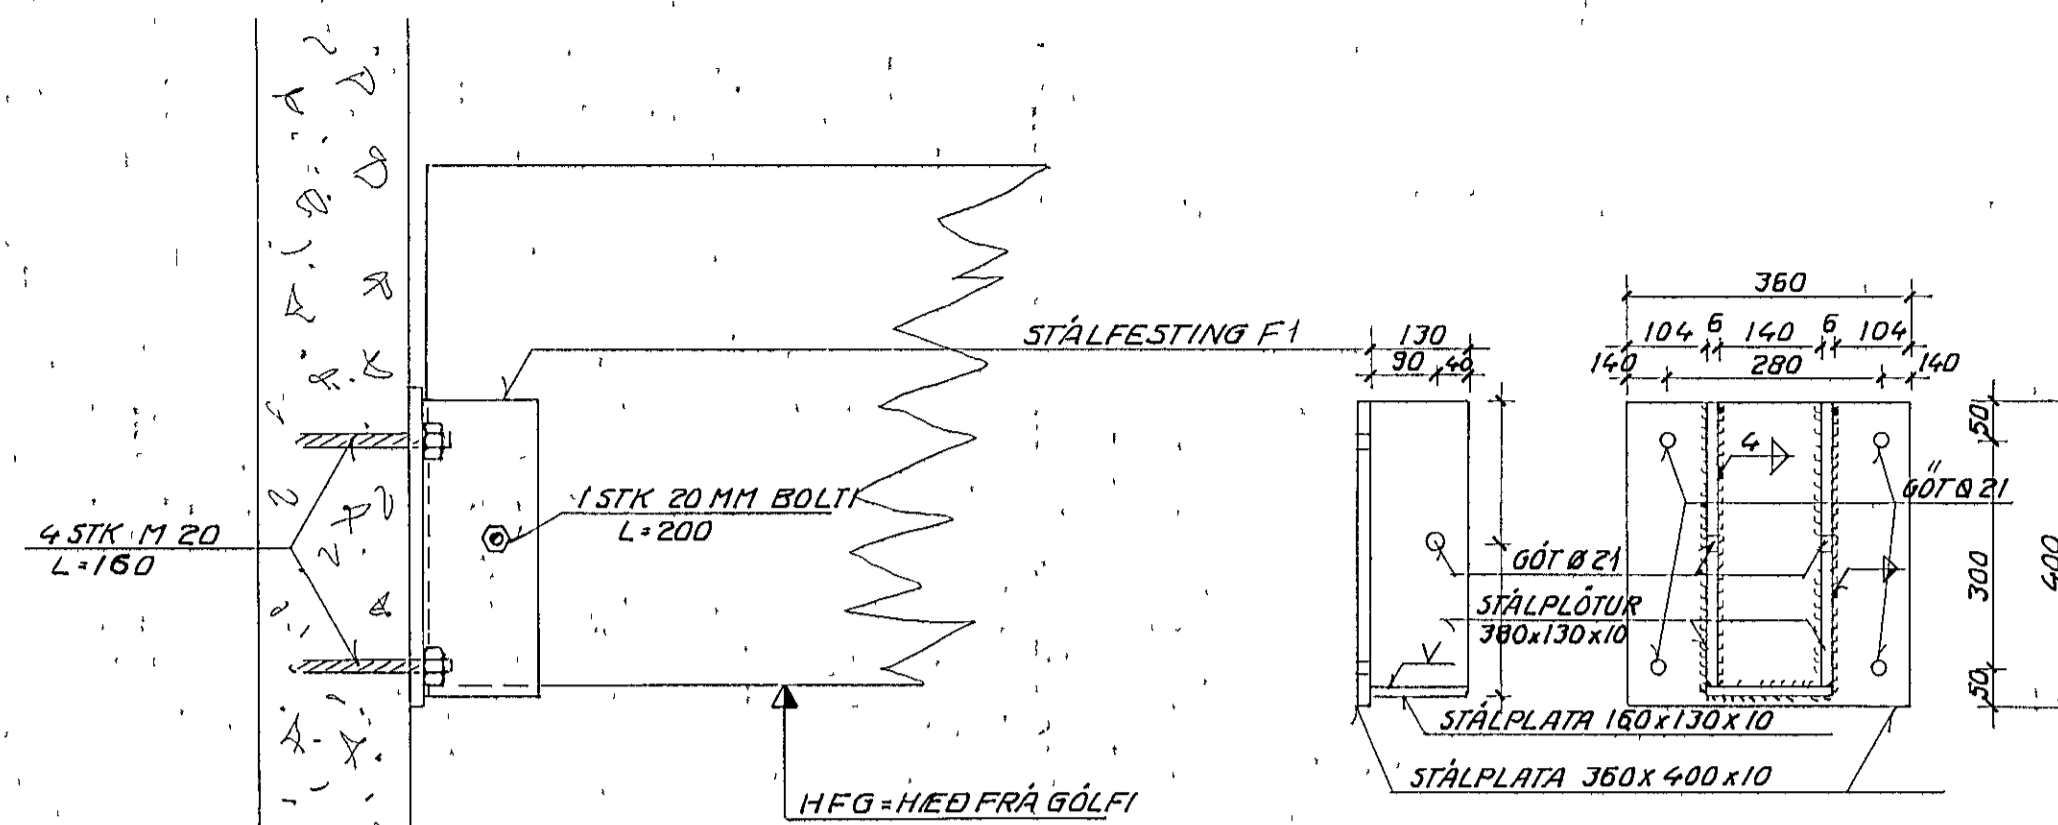 360
STÁLFESTING F1
130
104 6 140 6 104
90 40
140 280 140
50
4
1 STK 20 MM BOLTI
L=200
GÖT Ø 21
4 STK M 20
L=160
GÖT Ø 21
300
400
STÁLPLÖTUR
380x130x10
V
50
STÁLPLATA 160x130x10
STÁLPLATA 360x400x10
HFG=HÆÐ FRÁ GÓLFI